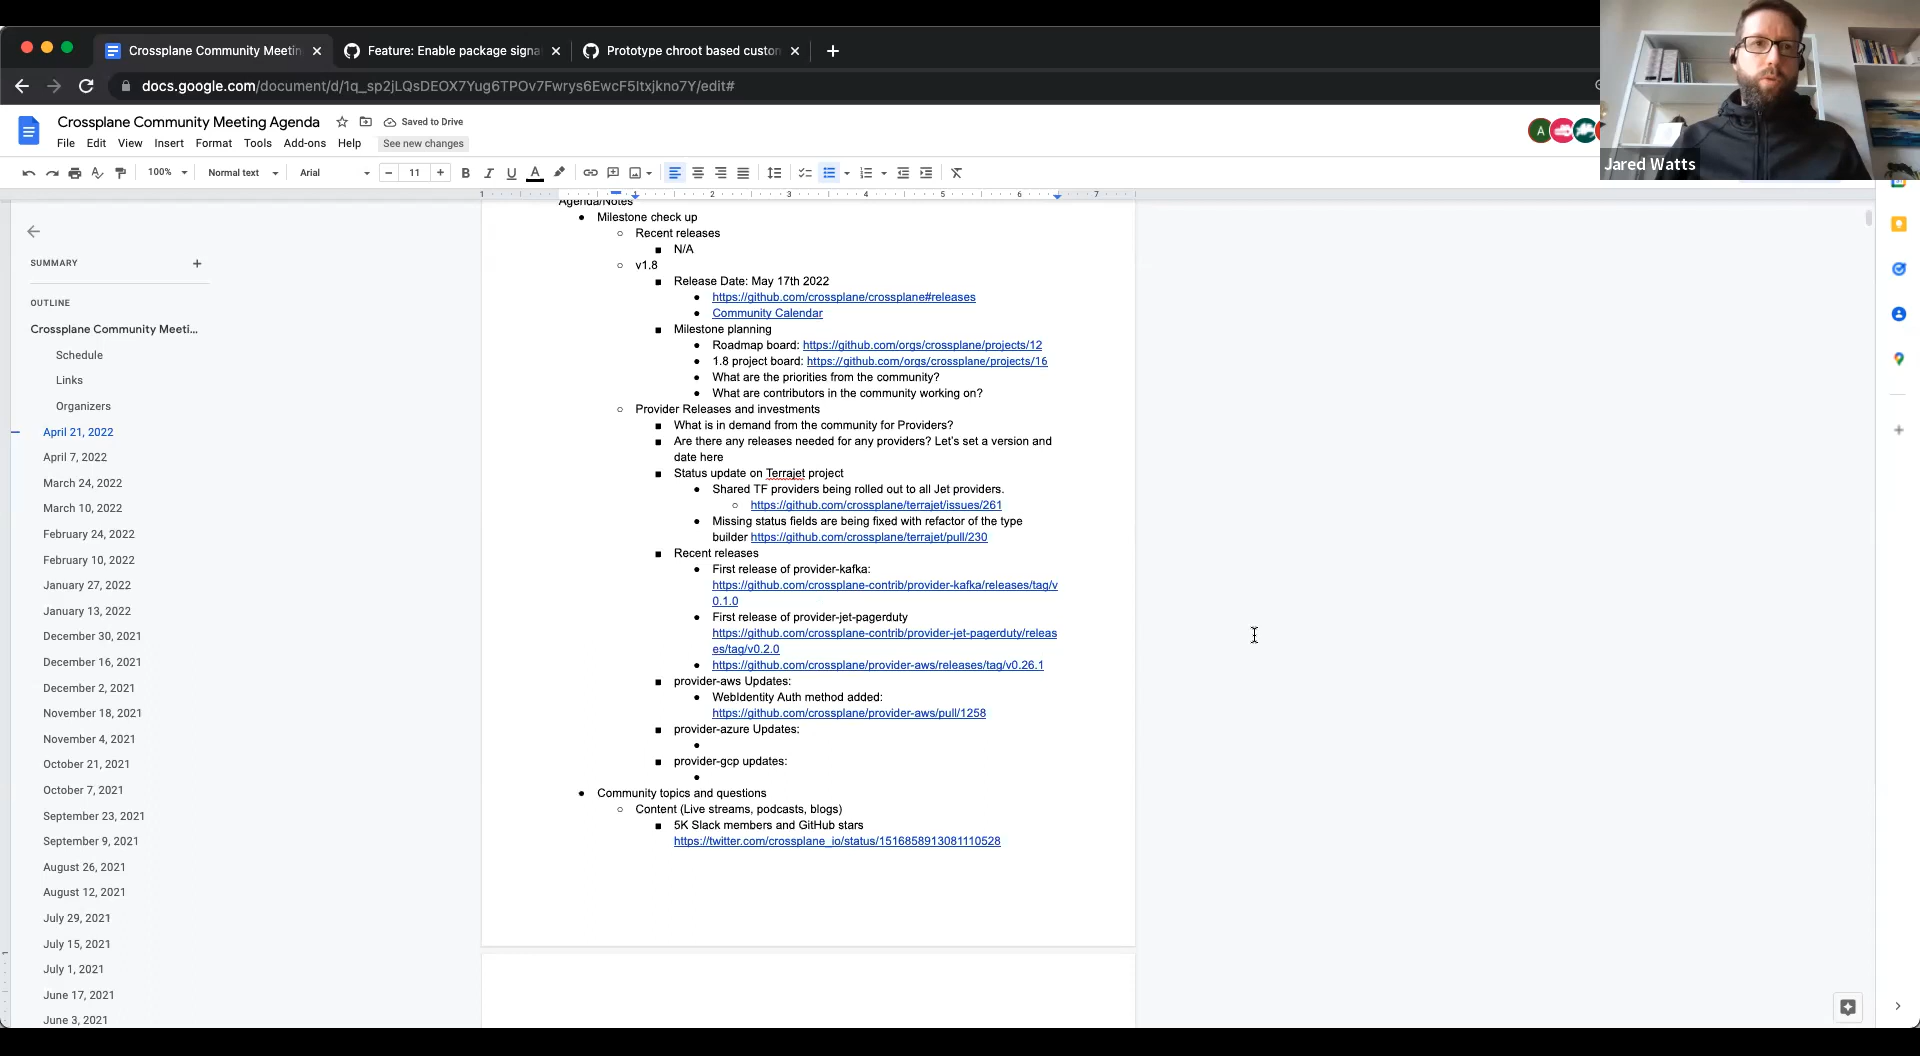 Crossplane Community Meetin
Feature: Enable package signa
Prototype chroot based custon
docs.google.com/document/d/1q_sp2jLQsDEOX7Yug6TPOv7Fwrys6EwcF5Itxjkno7Y/edit#
Jared Watts
Crossplane Community Meeting Agenda
Saved to Drive
File Edit View Insert Format Tools Add-ons Help See new changes
A
100% Normal text Arial 11
1 1 2 3 4 5 6 7
SUMMARY
OUTLINE
Crossplane Community Meeti...
Schedule
Links
Organizers
April 21, 2022
April 7, 2022
March 24, 2022
March 10, 2022
February 24, 2022
February 10, 2022
January 27, 2022
January 13, 2022
December 30, 2021
December 16, 2021
December 2, 2021
November 18, 2021
November 4, 2021
October 21, 2021
October 7, 2021
September 23, 2021
September 9, 2021
August 26, 2021
August 12, 2021
July 29, 2021
July 15, 2021
July 1, 2021
June 17, 2021
June 3, 2021
Agenda/Notes
Milestone check up
Recent releases
N/A
v1.8
Release Date: May 17th 2022
https://github.com/crossplane/crossplane#releases
Community Calendar
Milestone planning
Roadmap board: https://github.com/orgs/crossplane/projects/12
1.8 project board: https://github.com/orgs/crossplane/projects/16
What are the priorities from the community?
What are contributors in the community working on?
Provider Releases and investments
What is in demand from the community for Providers?
Are there any releases needed for any providers? Let's set a version and
date here
Status update on Terrajet project
Shared TF providers being rolled out to all Jet providers.
https://github.com/crossplane/terrajet/issues/261
Missing status fields are being fixed with refactor of the type
builder https://github.com/crossplane/terrajet/pull/230
Recent releases
First release of provider-kafka:
https://github.com/crossplane-contrib/provider-kafka/releases/tag/v
0.1.0
First release of provider-jet-pagerduty
https://github.com/crossplane-contrib/provider-jet-pagerduty/releas
es/tag/v0.2.0
https://github.com/crossplane/provider-aws/releases/tag/v0.26.1
provider-aws Updates:
WebIdentity Auth method added:
https://github.com/crossplane/provider-aws/pull/1258
provider-azure Updates:
provider-gcp updates:
Community topics and questions
Content (Live streams, podcasts, blogs)
5K Slack members and GitHub stars
https://twitter.com/crossplane_io/status/1516858913081110528